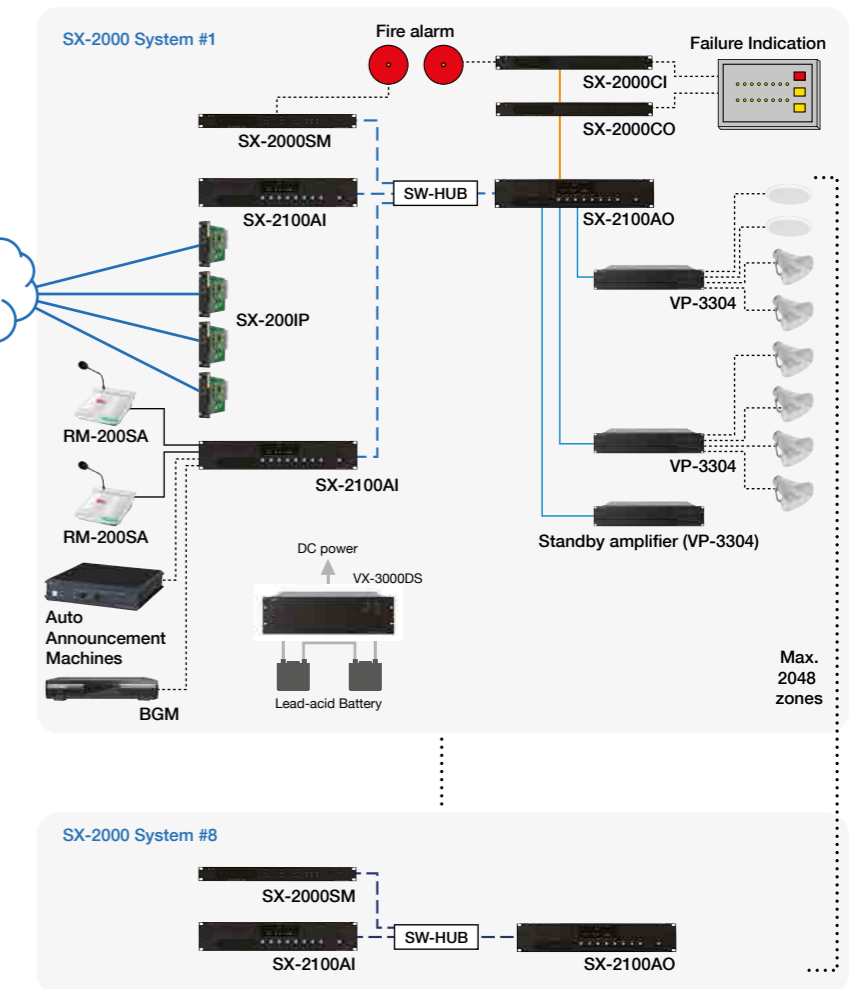 SX-2000 System #1
Fire alarm
Failure Indication
SX-2000CI
SX-2000CO
SX-2000SM
SW-HUB
SX-2100AI
SX-2100AO
VP-3304
SX-200IP
RM-200SA
VP-3304
SX-2100AI
RM-200SA
Standby amplifier (VP-3304)
DC power
VX-3000DS
Auto
Announcement
Machines
Lead-acid Battery
BGM
Max.
2048
zones
SX-2000 System #8
SX-2000SM
SW-HUB
SX-2100AI
SX-2100AO